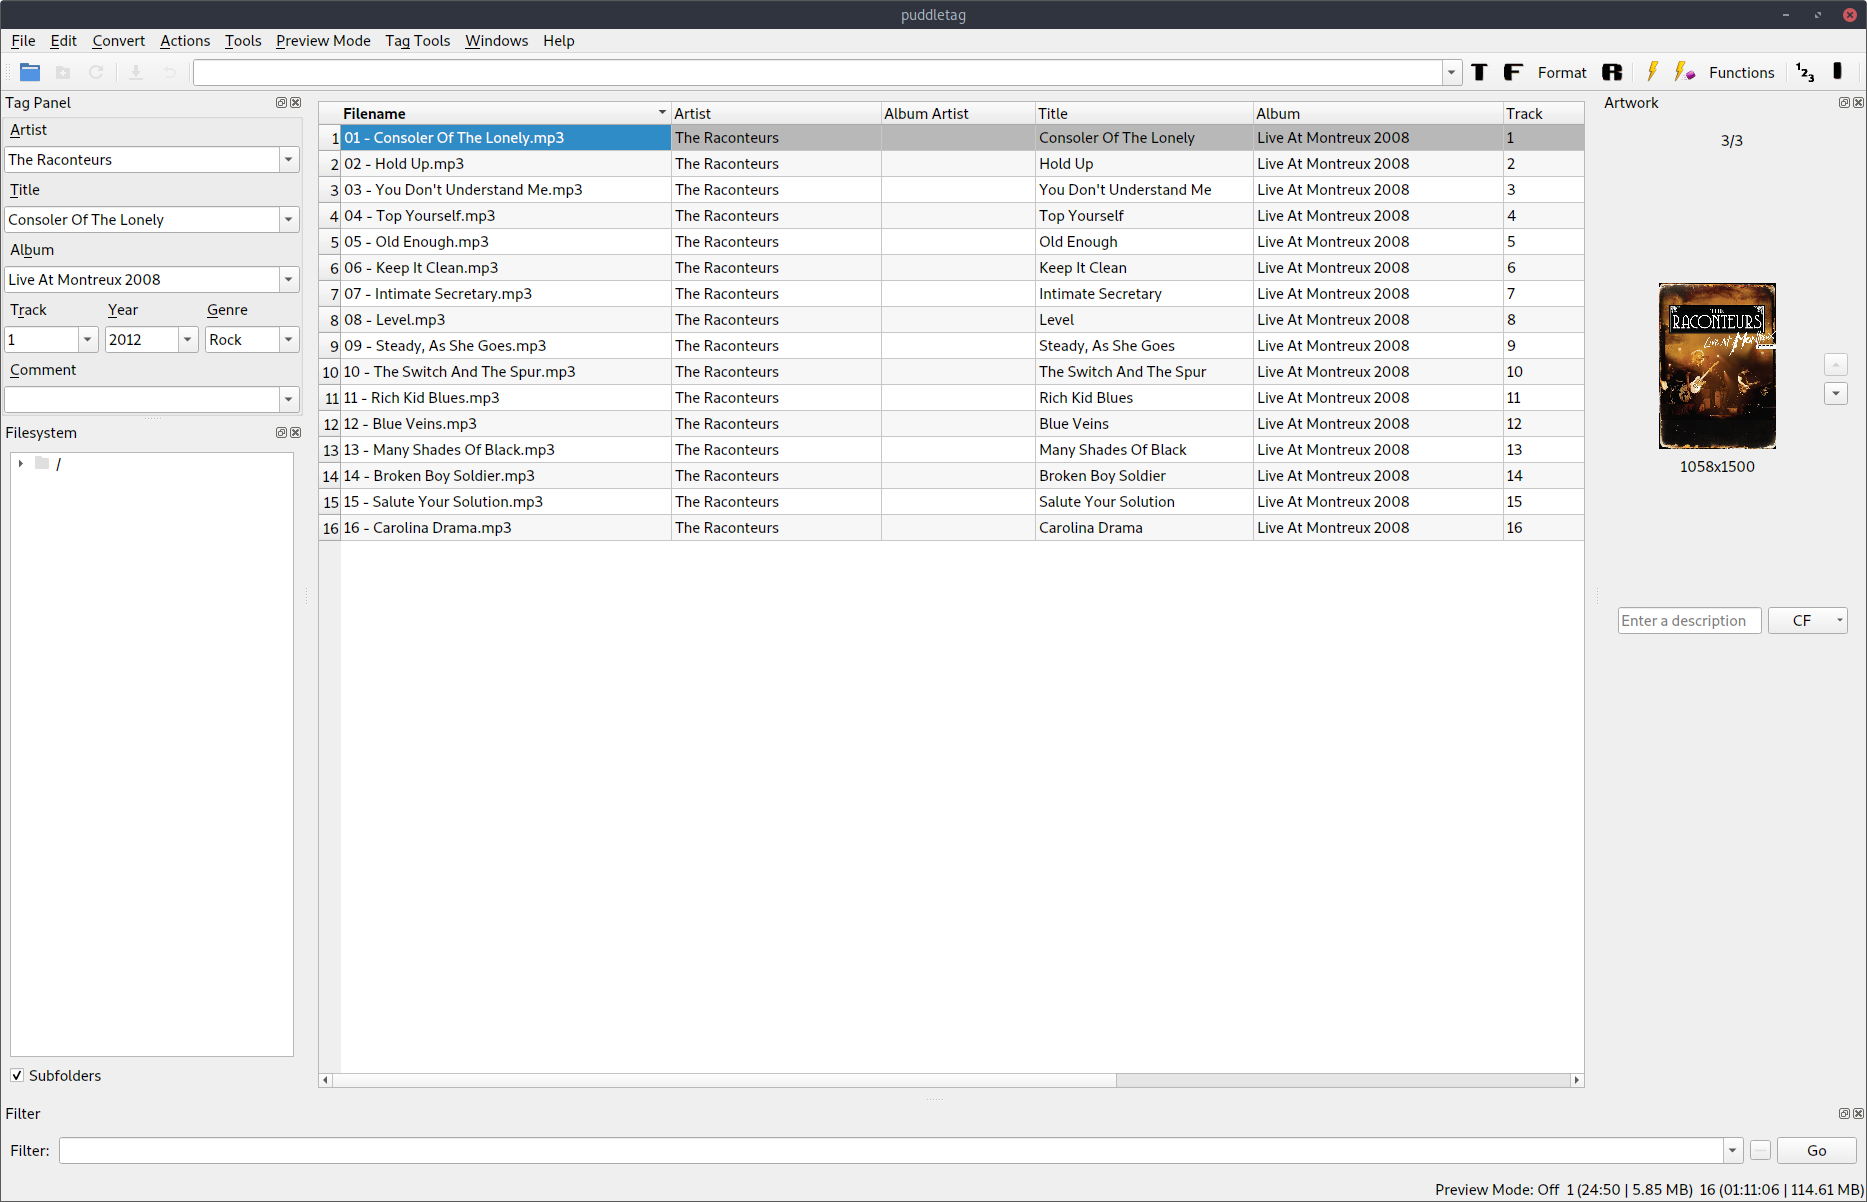 puddletag
File Edit Convert Actions Tools Preview Mode Tag Tools Windows Help
T F Format R Functions 123
Tag Panel
Artist
The Raconteurs
Title
Consoler Of The Lonely
Album
Live At Montreux 2008
Track Year Genre
1 2012 Rock
Comment
Filesystem
/
Subfolders
Filename Artist Album Artist Title Album Track
1 01 - Consoler Of The Lonely.mp3 The Raconteurs Consoler Of The Lonely Live At Montreux 2008 1
2 02 - Hold Up.mp3 The Raconteurs Hold Up Live At Montreux 2008 2
3 03 - You Don't Understand Me.mp3 The Raconteurs You Don't Understand Me Live At Montreux 2008 3
4 04 - Top Yourself.mp3 The Raconteurs Top Yourself Live At Montreux 2008 4
5 05 - Old Enough.mp3 The Raconteurs Old Enough Live At Montreux 2008 5
6 06 - Keep It Clean.mp3 The Raconteurs Keep It Clean Live At Montreux 2008 6
7 07 - Intimate Secretary.mp3 The Raconteurs Intimate Secretary Live At Montreux 2008 7
8 08 - Level.mp3 The Raconteurs Level Live At Montreux 2008 8
9 09 - Steady, As She Goes.mp3 The Raconteurs Steady, As She Goes Live At Montreux 2008 9
10 10 - The Switch And The Spur.mp3 The Raconteurs The Switch And The Spur Live At Montreux 2008 10
11 11 - Rich Kid Blues.mp3 The Raconteurs Rich Kid Blues Live At Montreux 2008 11
12 12 - Blue Veins.mp3 The Raconteurs Blue Veins Live At Montreux 2008 12
13 13 - Many Shades Of Black.mp3 The Raconteurs Many Shades Of Black Live At Montreux 2008 13
14 14 - Broken Boy Soldier.mp3 The Raconteurs Broken Boy Soldier Live At Montreux 2008 14
15 15 - Salute Your Solution.mp3 The Raconteurs Salute Your Solution Live At Montreux 2008 15
16 16 - Carolina Drama.mp3 The Raconteurs Carolina Drama Live At Montreux 2008 16
Artwork
3/3
THE
RACONTEURS
Live At Montreux
1058x1500
Enter a description CF
Filter
Filter: Go
Preview Mode: Off 1 (24:50 | 5.85 MB) 16 (01:11:06 | 114.61 MB)